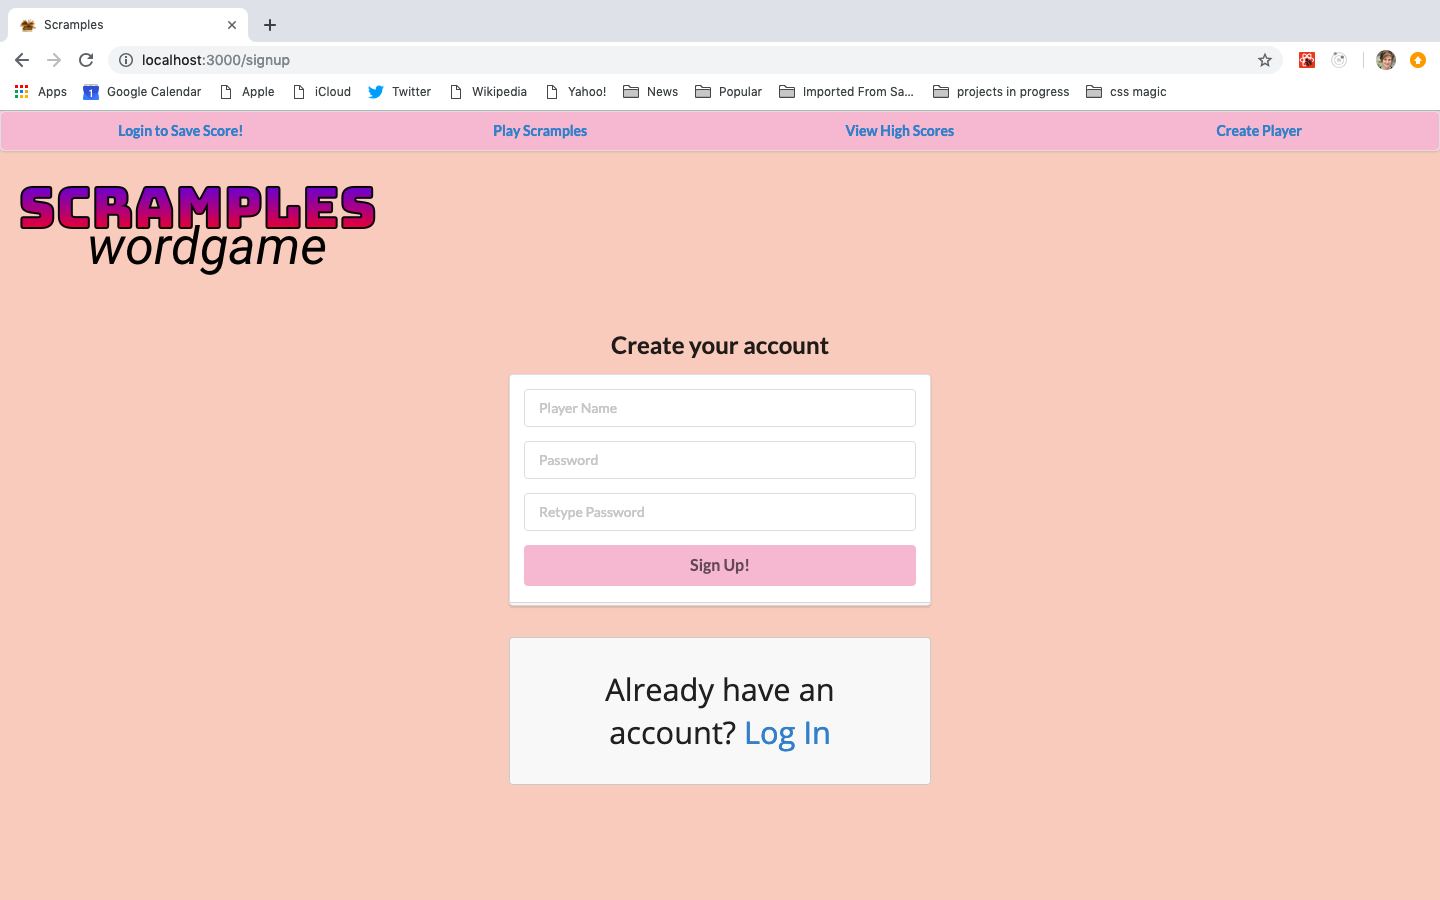 Scramples
localhost:3000/signup
Apps
1
Google Calendar
Apple
iCloud
Twitter
Wikipedia
Yahoo!
News
Popular
Imported From Sa...
projects in progress
css magic
Login to Save Score!
Play Scramples
View High Scores
Create Player
SCRAMPLES
wordgame
Create your account
Player Name
Password
Retype Password
Sign Up!
Already have an
account? Log In